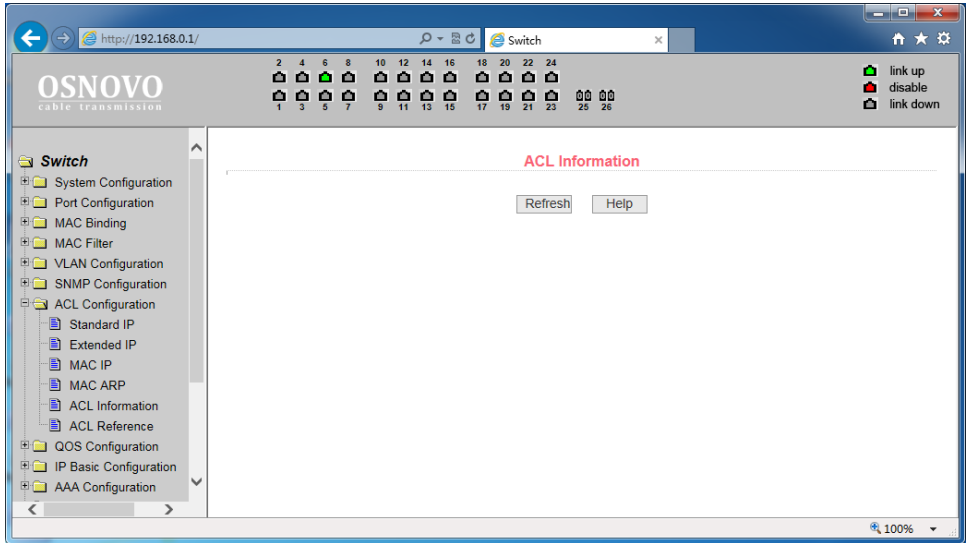 http://192.168.0.1/
Switch
OSNOVO
cable transmission
2 4 6 8 10 12 14 16 18 20 22 24
1 3 5 7 9 11 13 15 17 19 21 23 25 26
link up
disable
link down
Switch
System Configuration
Port Configuration
MAC Binding
MAC Filter
VLAN Configuration
SNMP Configuration
ACL Configuration
Standard IP
Extended IP
MAC IP
MAC ARP
ACL Information
ACL Reference
QOS Configuration
IP Basic Configuration
AAA Configuration
ACL Information
Refresh Help
100%